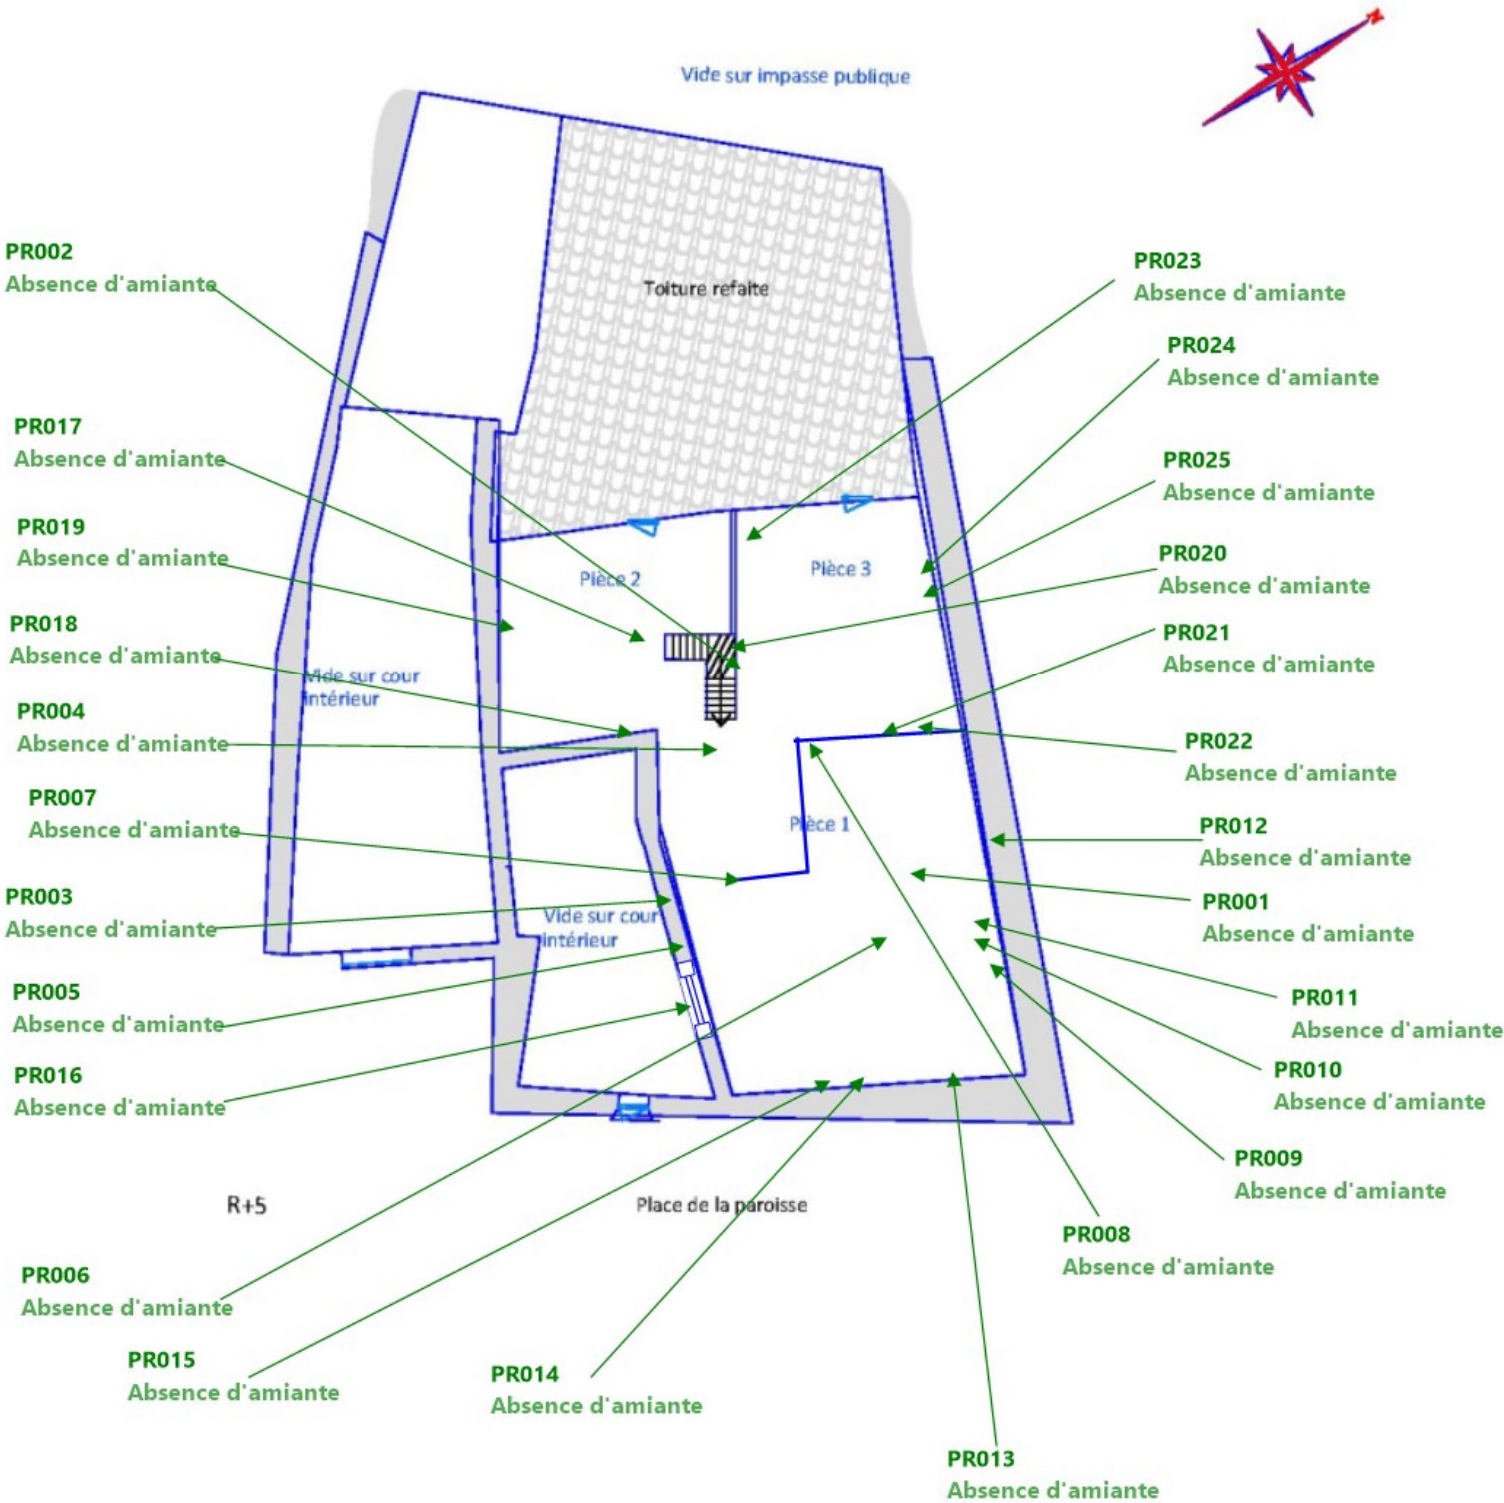 N
Vide sur impasse publique
PR002
Absence d'amiante
PR023
Absence d'amiante
Toiture refaite
PR024
Absence d'amiante
PR017
Absence d'amiante
PR025
Absence d'amiante
PR019
Absence d'amiante
Pièce 2
Pièce 3
PR020
Absence d'amiante
PR018
Absence d'amiante
PR021
Absence d'amiante
Vide sur cour
intérieur
PR004
Absence d'amiante
PR022
Absence d'amiante
PR007
Absence d'amiante
Pièce 1
PR012
Absence d'amiante
PR003
Absence d'amiante
Vide sur cour
intérieur
PR001
Absence d'amiante
PR005
Absence d'amiante
PR011
Absence d'amiante
PR016
Absence d'amiante
PR010
Absence d'amiante
PR009
Absence d'amiante
R+5
Place de la paroisse
PR008
Absence d'amiante
PR006
Absence d'amiante
PR015
Absence d'amiante
PR014
Absence d'amiante
PR013
Absence d'amiante